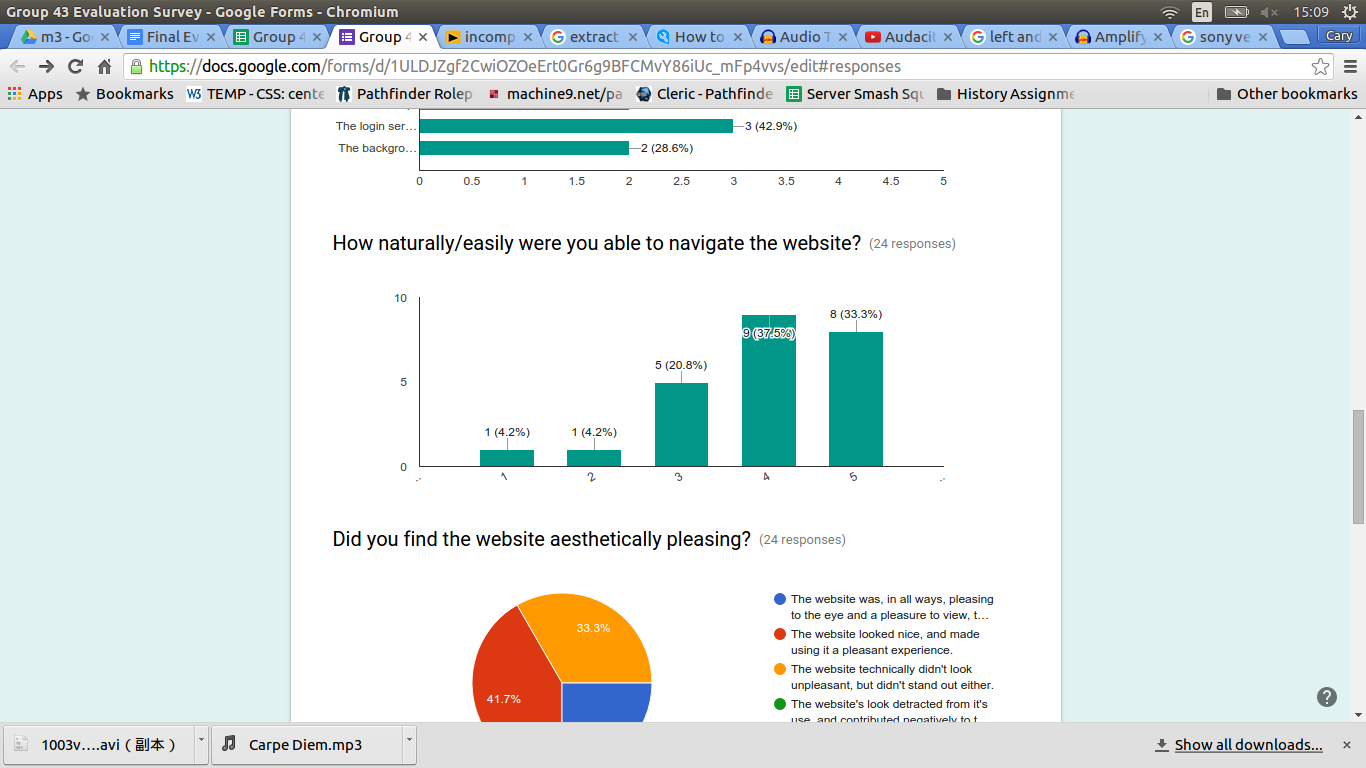 Group 43 Evaluation Survey - Google Forms - Chromium
En
15:09
m3 - Go
Final Ev
Group 4
Group 4
incomp
extract
How to
Audio T
Audacit
left and
Amplify
sony ve
Cary
https://docs.google.com/forms/d/1ULDJZgf2CwiOZOeErt0Gr6g9BFCMvY86iUc_mFp4vvs/edit#responses
Apps
Bookmarks
TEMP - CSS: cente
Pathfinder Rolep
machine9.net/pa
Cleric - Pathfinde
Server Smash Squ
History Assignme
Other bookmarks
The login ser...
3 (42.9%)
The backgro...
2 (28.6%)
0 0.5 1 1.5 2 2.5 3 3.5 4 4.5 5
How naturally/easily were you able to navigate the website? (24 responses)
10
5
0
1 (4.2%)
1 (4.2%)
5 (20.8%)
9 (37.5%)
8 (33.3%)
.. 1 2 3 4 5 ..
Did you find the website aesthetically pleasing? (24 responses)
33.3%
41.7%
The website was, in all ways, pleasing
to the eye and a pleasure to view, t...
The website looked nice, and made
using it a pleasant experience.
The website technically didn't look
unpleasant, but didn't stand out either.
The website's look detracted from it's
use, and contributed negatively to t
1003v....avi（副本）
Carpe Diem.mp3
Show all downloads...